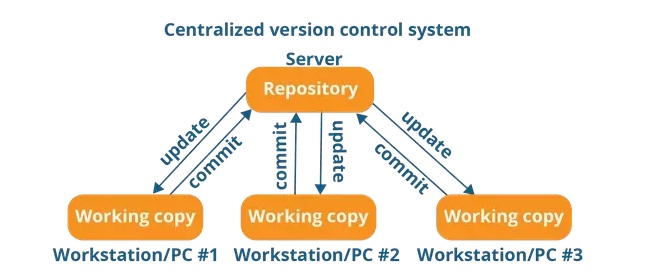 Centralized version control system
Server
Repository
update
commit
commit
update
commit
update
Working copy
Working copy
Working copy
Workstation/PC #1
Workstation/PC #2
Workstation/PC #3